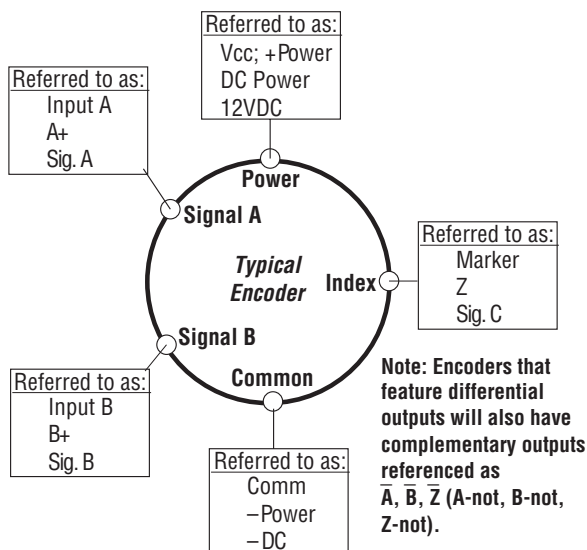 Referred to as:
Vcc; +Power
DC Power
12VDC
Referred to as:
Input A
A+
Sig. A
Power
Signal A
Typical
Encoder
Index
Referred to as:
Marker
Z
Sig. C
Signal B
Common
Referred to as:
Input B
B+
Sig. B
Referred to as:
Comm
–Power
–DC
Note: Encoders that
feature differential
outputs will also have
complementary outputs
referenced as
A̅, B̅, Z̅ (A-not, B-not,
Z-not).